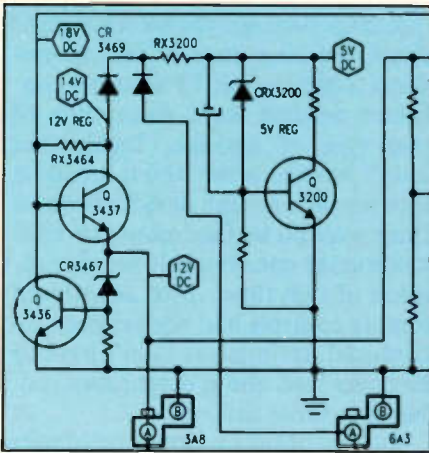 18V
DC
CR
3469
RX3200
5V
DC
14V
DC
CRX3200
12V REG
5V REG
RX3464
Q
3437
Q
3200
CR3467
12V
DC
Q
3436
B
A
3A8
B
A
6A3